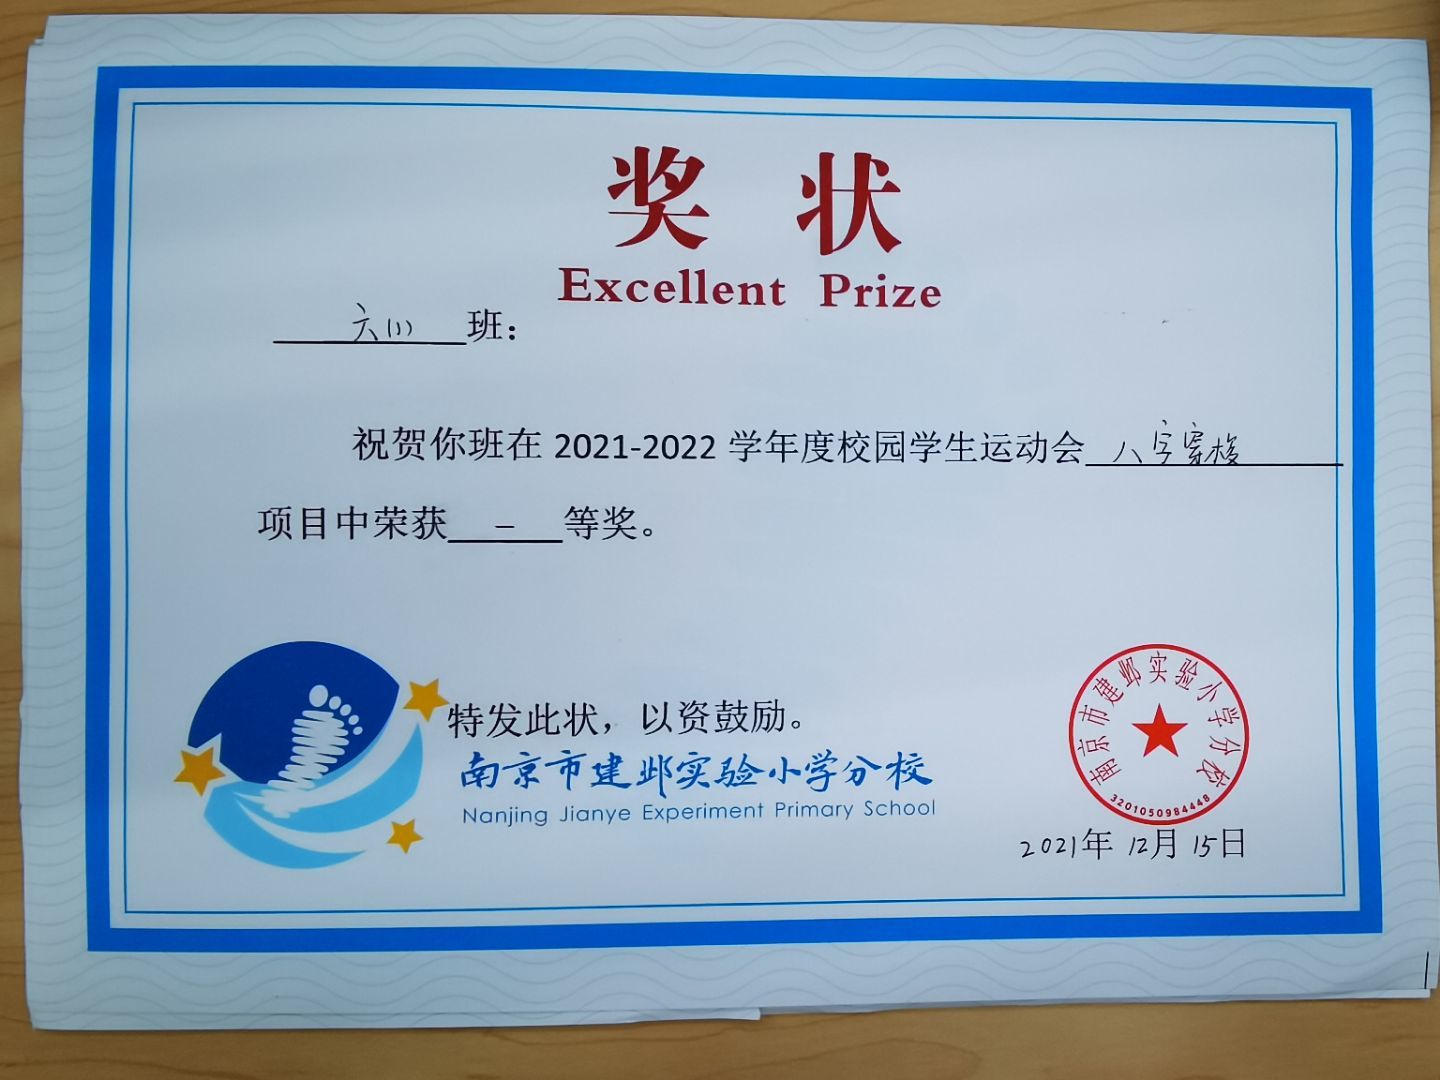 奖 状
Excellent Prize
六(1)班：
祝贺你班在 2021-2022 学年度校园学生运动会八字穿梭
项目中荣获一等奖。
特发此状，以资鼓励。
南京市建邺实验小学分校
Nanjing Jianye Experiment Primary School
南京市建邺实验小学分校
3201050984448
2021年 12月 15日